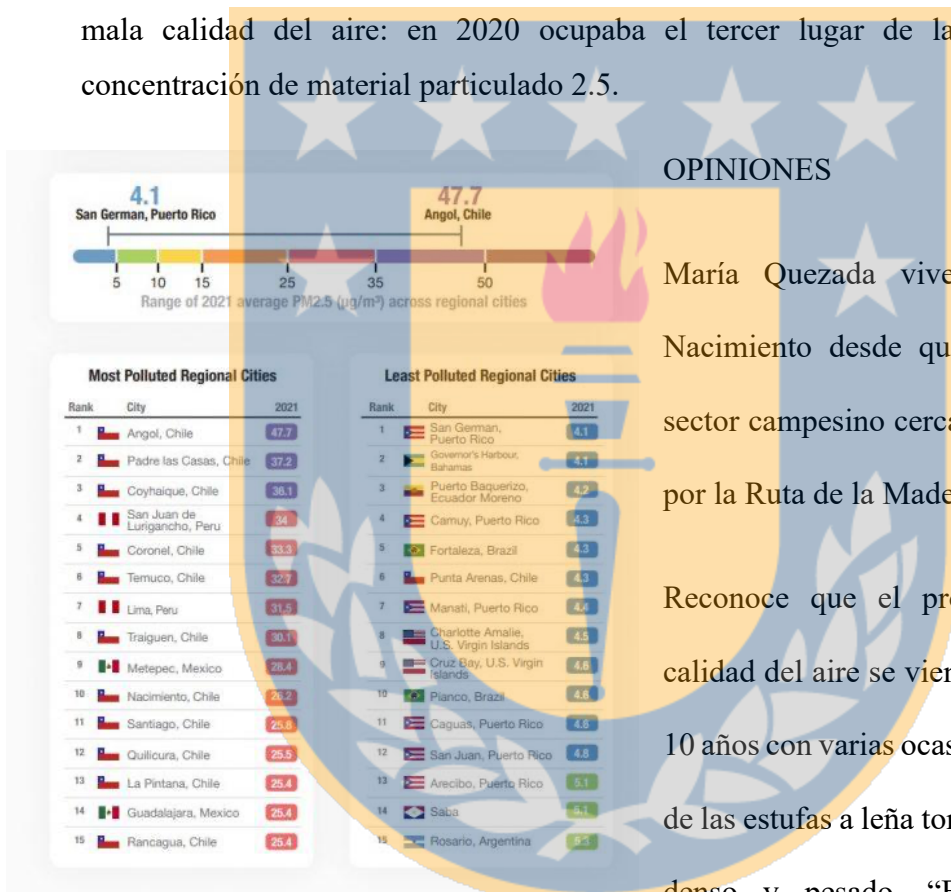 mala calidad del aire: en 2020 ocupaba el tercer lugar de la
concentración de material particulado 2.5.
4.1
San German, Puerto Rico
47.7
Angol, Chile
5 10 15 25 35 50
Range of 2021 average PM2.5 (µg/m³) across regional cities
Most Polluted Regional Cities
Rank City 2021
1 Angol, Chile 47.7
2 Padre las Casas, Chile 37.2
3 Coyhaique, Chile 36.1
4 San Juan de
Lurigancho, Peru 34
5 Coronel, Chile 33.3
6 Temuco, Chile 32.7
7 Lima, Peru 31.5
8 Traiguen, Chile 30.1
9 Metepec, Mexico 28.4
10 Nacimiento, Chile 26.2
11 Santiago, Chile 25.8
12 Quilicura, Chile 25.5
13 La Pintana, Chile 25.4
14 Guadalajara, Mexico 25.4
15 Rancagua, Chile 25.4
Least Polluted Regional Cities
Rank City 2021
1 San German,
Puerto Rico 4.1
2 Governor's Harbour,
Bahamas 4.1
3 Puerto Baquerizo,
Ecuador Moreno 4.2
4 Camuy, Puerto Rico 4.3
5 Fortaleza, Brazil 4.3
6 Punta Arenas, Chile 4.3
7 Manati, Puerto Rico 4.4
8 Charlotte Amalie,
U.S. Virgin Islands 4.5
9 Cruz Bay, U.S. Virgin
Islands 4.6
10 Pianco, Brazil 4.6
11 Caguas, Puerto Rico 4.6
12 San Juan, Puerto Rico 4.8
13 Arecibo, Puerto Rico 5.1
14 Saba 5.1
15 Rosario, Argentina 5.3
OPINIONES
María Quezada vive
Nacimiento desde qu
sector campesino cerca
por la Ruta de la Made
Reconoce que el pro
calidad del aire se vien
10 años con varias ocas
de las estufas a leña tor
denso y pesado. “